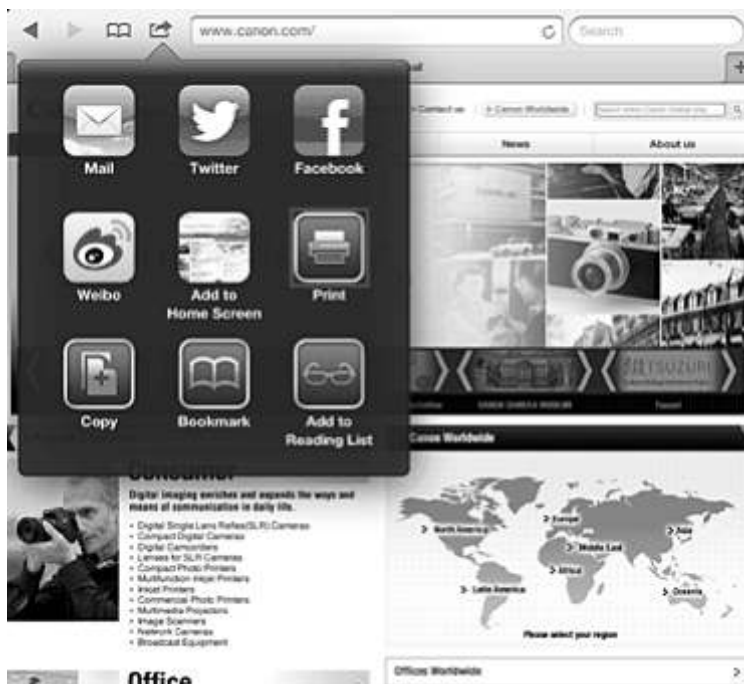 www.canon.com/
Search
Mail
Twitter
Facebook
Weibo
Add to
Home Screen
Print
Copy
Bookmark
Add to
Reading List
Contact us
Canon Worldwide
News
About us
TSUZURI
CANON CAMERA MUSEUM
Canon Worldwide
Consumer
Digital imaging enriches and expands the ways and
means of communication in daily life.
Digital Single Lens Reflex(SLR) Cameras
Compact Digital Cameras
Digital Camcorders
Lenses for SLR Cameras
Compact Photo Printers
Multifunction Inkjet Printers
Inkjet Printers
Commercial Photo Printers
Multimedia Projectors
Image Scanners
Network Cameras
Broadcast Equipment
North America
Europe
Asia
Middle East
Africa
Latin America
Oceania
Please select your region
Office
Offices Worldwide